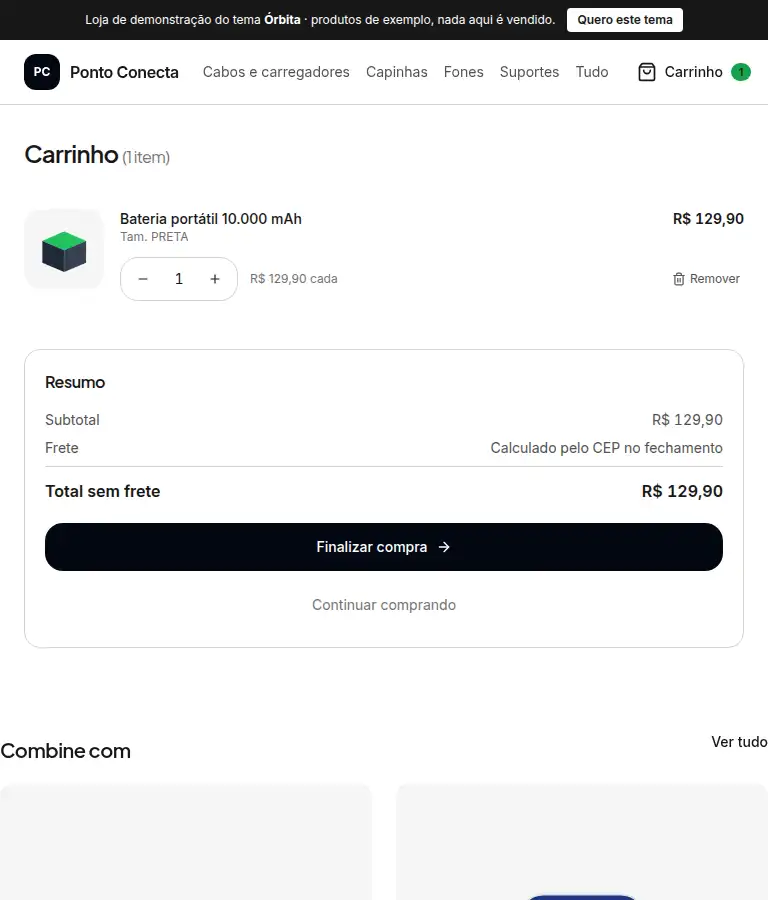 Loja de demonstração do tema Órbita · produtos de exemplo, nada aqui é vendido. Quero este tema
PC Ponto Conecta Cabos e carregadores Capinhas Fones Suportes Tudo Carrinho 1
Carrinho (1 item)
Bateria portátil 10.000 mAh R$ 129,90
Tam. PRETA
− 1 + R$ 129,90 cada Remover
Resumo
Subtotal R$ 129,90
Frete Calculado pelo CEP no fechamento
Total sem frete R$ 129,90
Finalizar compra →
Continuar comprando
Combine com Ver tudo